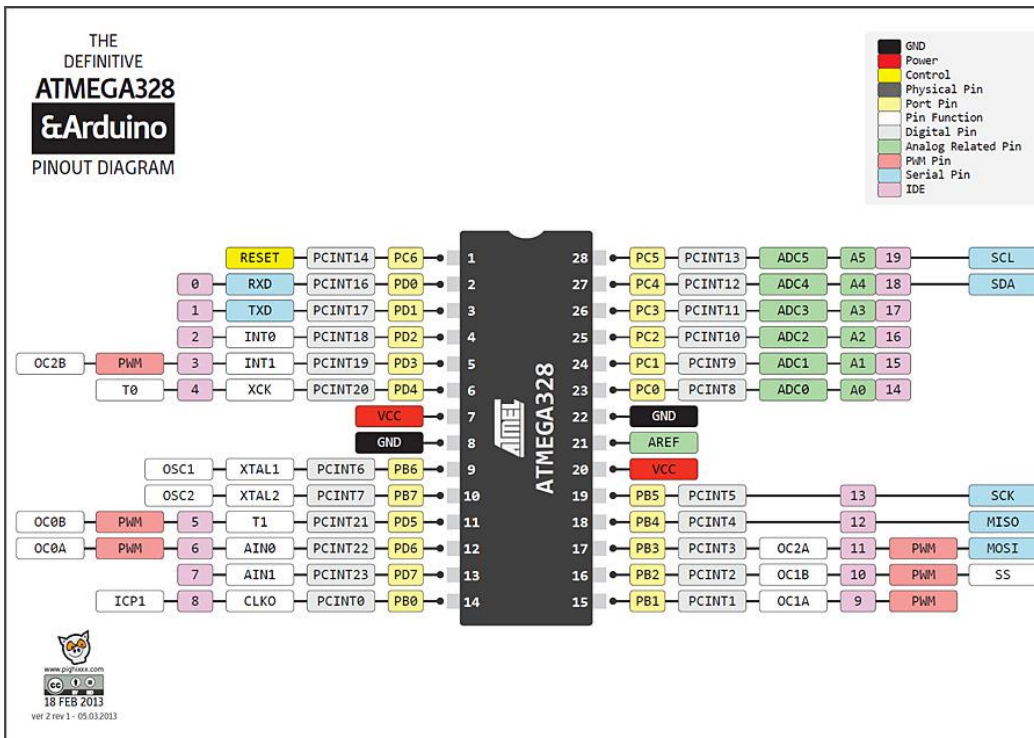 THE
DEFINITIVE
ATMEGA328
&Arduino
PINOUT DIAGRAM
GND
Power
Control
Physical Pin
Port Pin
Pin Function
Digital Pin
Analog Related Pin
PWM Pin
Serial Pin
IDE
RESET PCINT14 PC6 1 28 PC5 PCINT13 ADC5 A5 19 SCL
0 RXD PCINT16 PD0 2 27 PC4 PCINT12 ADC4 A4 18 SDA
1 TXD PCINT17 PD1 3 26 PC3 PCINT11 ADC3 A3 17
2 INT0 PCINT18 PD2 4 25 PC2 PCINT10 ADC2 A2 16
OC2B PWM 3 INT1 PCINT19 PD3 5 24 PC1 PCINT9 ADC1 A1 15
T0 4 XCK PCINT20 PD4 6 23 PC0 PCINT8 ADC0 A0 14
VCC 7 22 GND
GND 8 21 AREF
OSC1 XTAL1 PCINT6 PB6 9 20 VCC
OSC2 XTAL2 PCINT7 PB7 10 19 PB5 PCINT5 13 SCK
OC0B PWM 5 T1 PCINT21 PD5 11 18 PB4 PCINT4 12 MISO
OC0A PWM 6 AIN0 PCINT22 PD6 12 17 PB3 PCINT3 OC2A 11 PWM MOSI
7 AIN1 PCINT23 PD7 13 16 PB2 PCINT2 OC1B 10 PWM SS
ICP1 8 CLKO PCINT0 PB0 14 15 PB1 PCINT1 OC1A 9 PWM
ATMEL
ATMEGA328
www.pighixxx.com
cc
BY ND
18 FEB 2013
ver 2 rev 1 - 05.03.2013